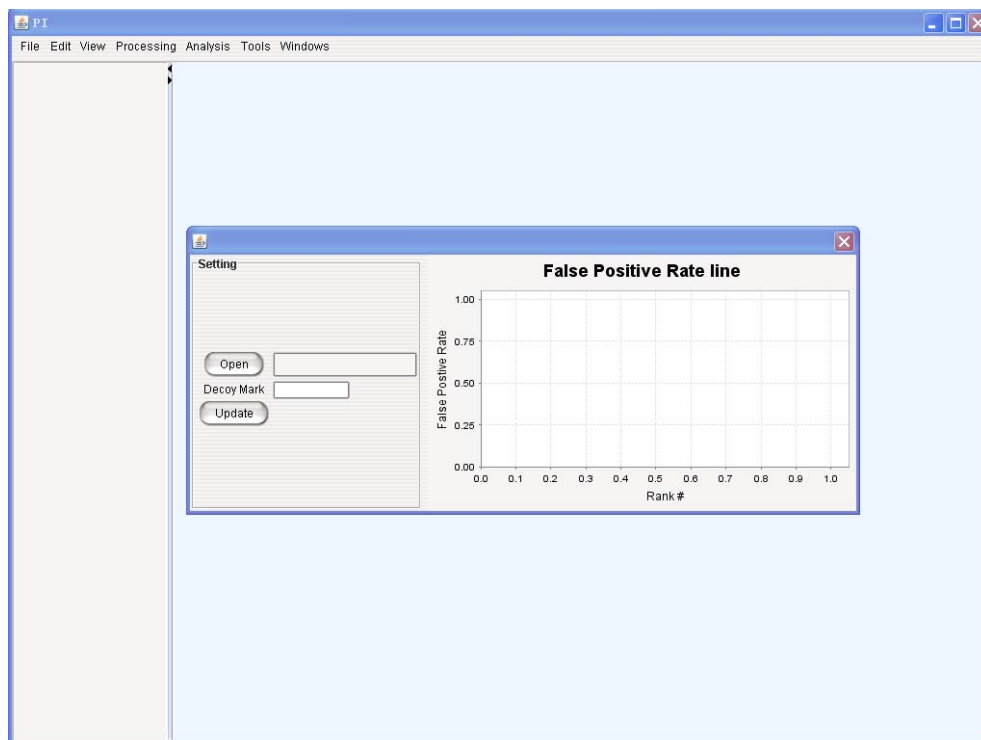 PI
File Edit View Processing Analysis Tools Windows
Setting
Open
Decoy Mark
Update
False Positive Rate line
False Postive Rate
1.00
0.75
0.50
0.25
0.00
0.0 0.1 0.2 0.3 0.4 0.5 0.6 0.7 0.8 0.9 1.0
Rank #